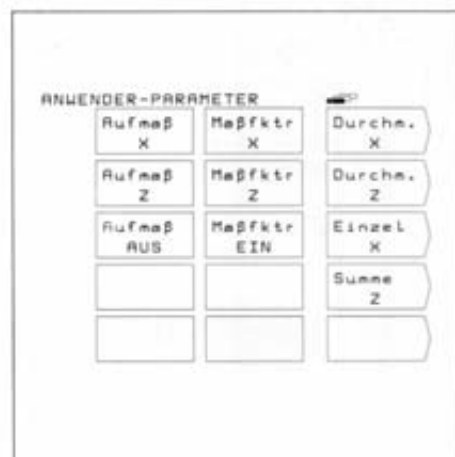 ANWENDER-PARAMETER
Aufmaß Maßfktr Durchm.
X X X
Aufmaß Maßfktr Durchm.
Z Z Z
Aufmaß Maßfktr Einzel
AUS EIN X
Summe
Z